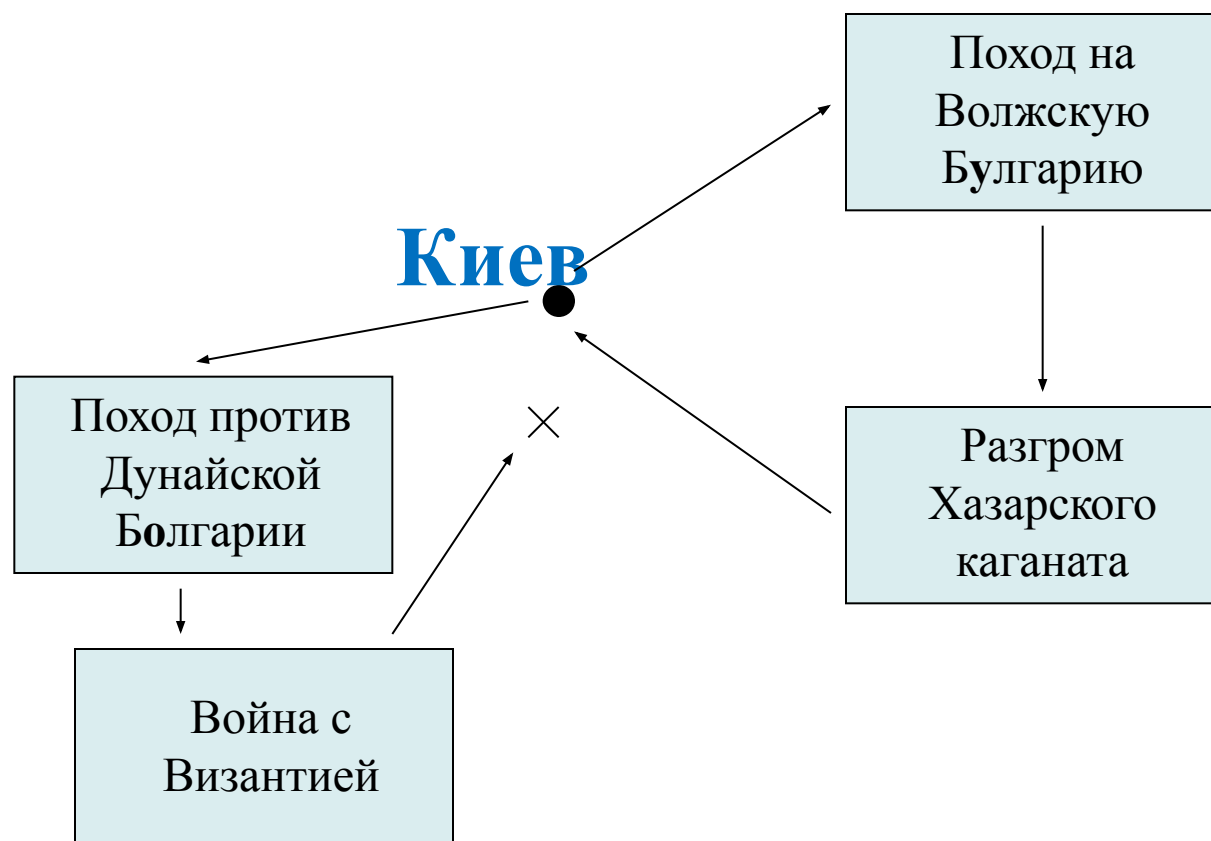 Поход на
Волжскую
Булгарию
Киев
Поход против
Дунайской
Болгарии
Разгром
Хазарского
каганата
Война с
Византией